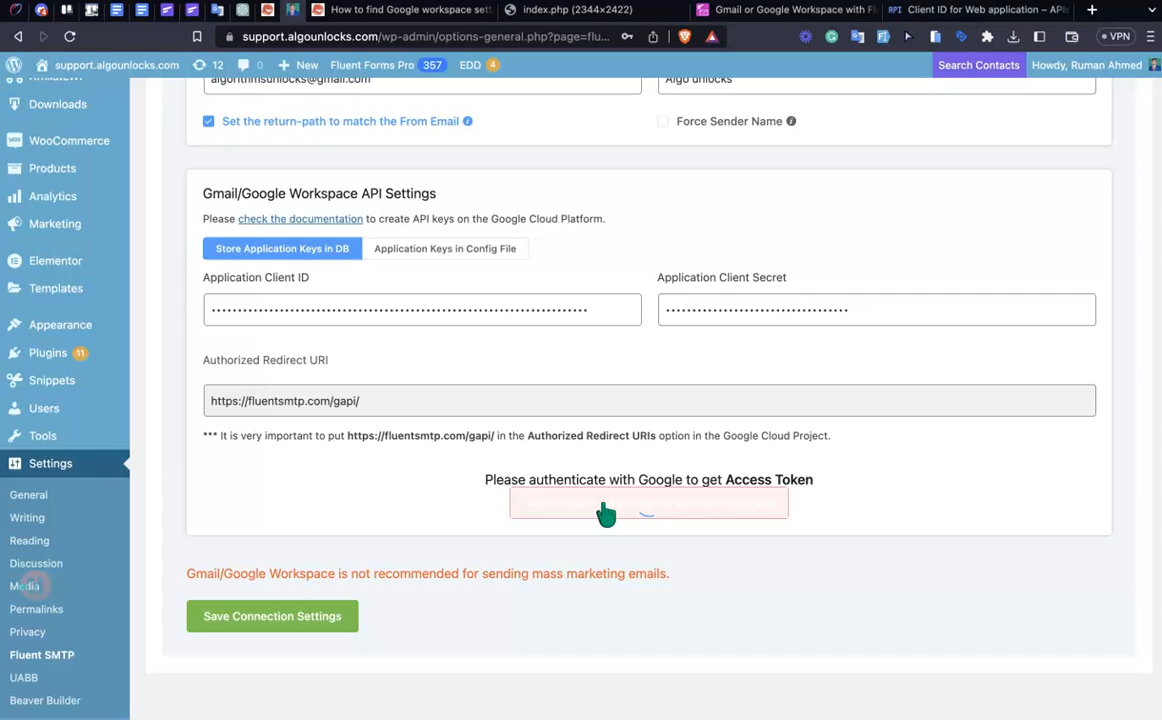 How to find Google workspace set
index.php (2344×2422)
Gmail or Google Workspace with Fl
API Client ID for Web application – APIs
support.algounlocks.com/wp-admin/options-general.php?page=flu...
VPN
support.algounlocks.com 12 0 New Fluent Forms Pro 357 EDD 4
Search Contacts Howdy, Ruman Ahmed
AffiliateWP
algorithmsunlocks@gmail.com
Algo unlocks
Downloads
Set the return-path to match the From Email
Force Sender Name
WooCommerce
Products
Analytics
Marketing
Elementor
Templates
Appearance
Plugins 11
Snippets
Users
Tools
Settings
General
Writing
Reading
Discussion
Media
Permalinks
Privacy
Fluent SMTP
UABB
Beaver Builder
Gmail/Google Workspace API Settings
Please check the documentation to create API keys on the Google Cloud Platform.
Store Application Keys in DB Application Keys in Config File
Application Client ID
Application Client Secret
Authorized Redirect URI
https://fluentsmtp.com/gapi/
*** It is very important to put https://fluentsmtp.com/gapi/ in the Authorized Redirect URIs option in the Google Cloud Project.
Please authenticate with Google to get Access Token
Gmail/Google Workspace is not recommended for sending mass marketing emails.
Save Connection Settings